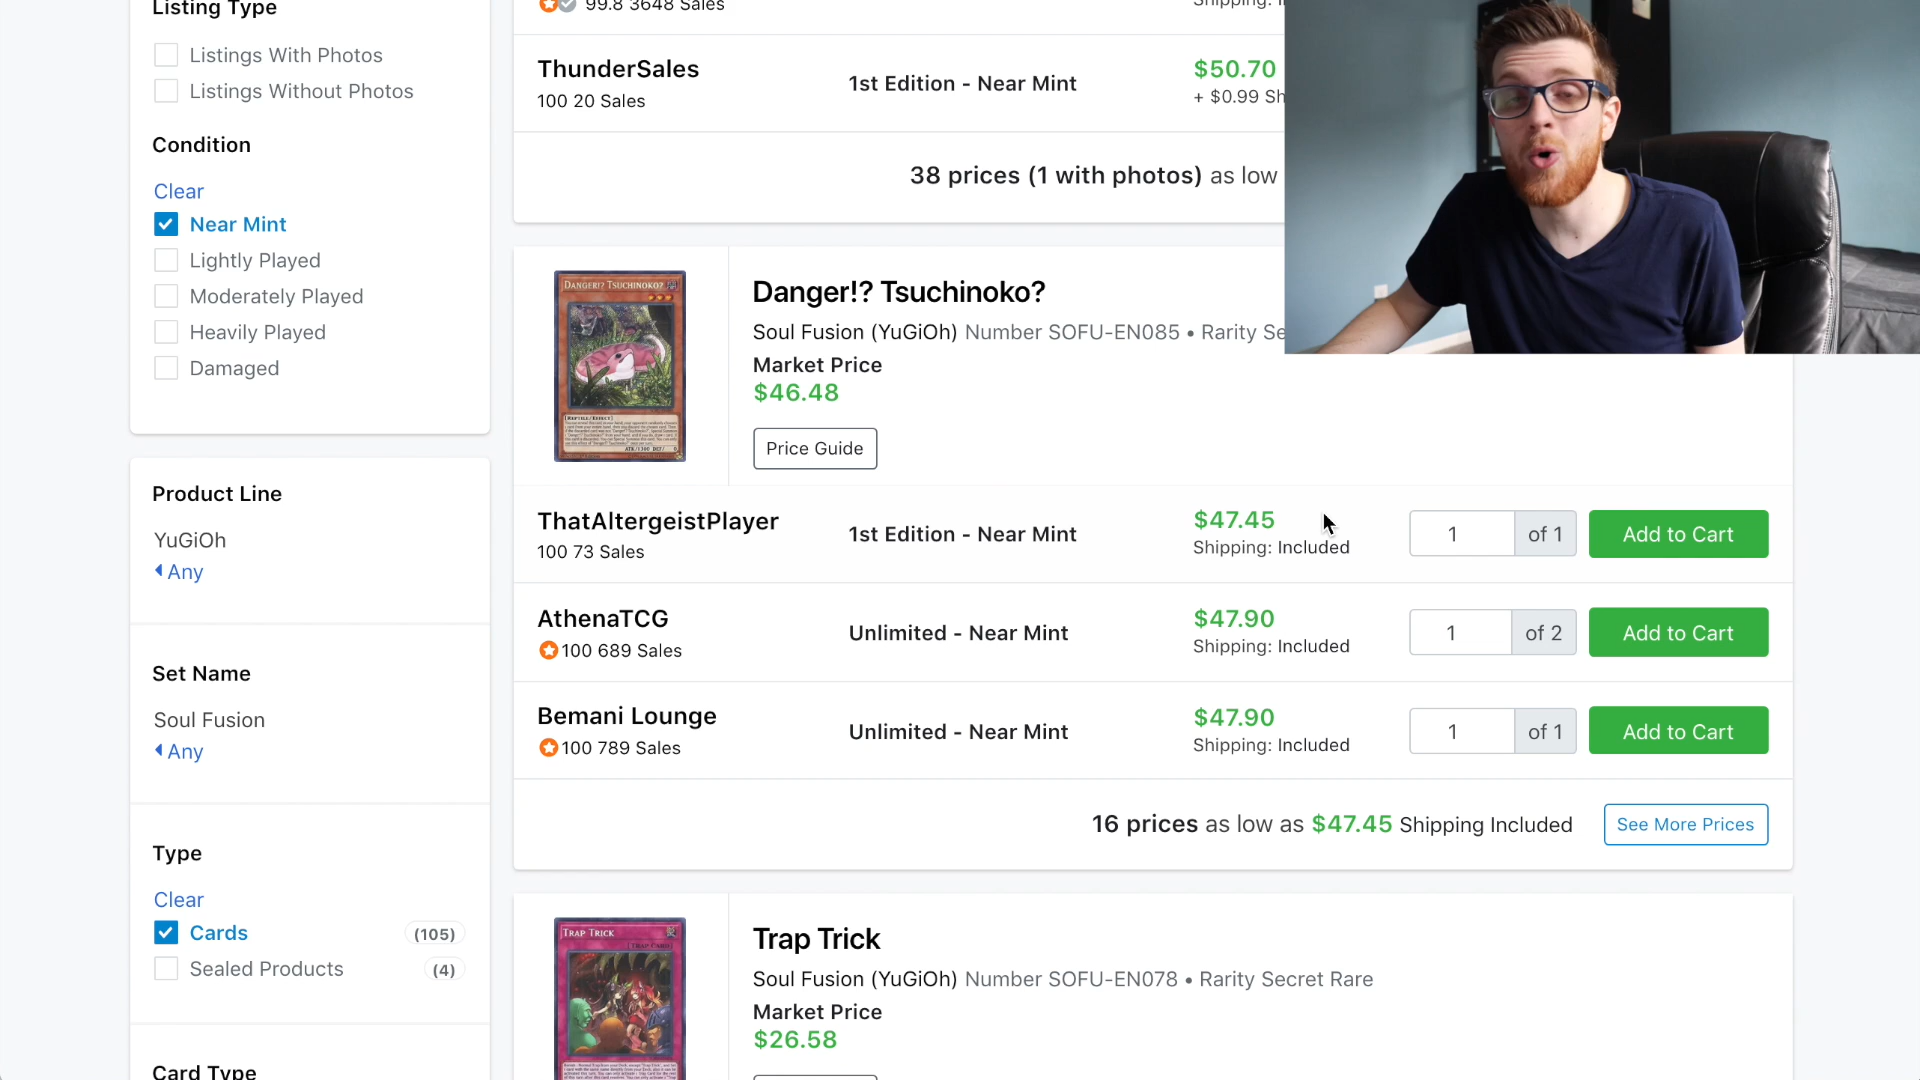 Listing Type
Listings With Photos
Listings Without Photos
Condition
Clear
Near Mint
Lightly Played
Moderately Played
Heavily Played
Damaged
Product Line
YuGiOh
Any
Set Name
Soul Fusion
Any
Type
Clear
Cards (105)
Sealed Products (4)
Card Type
99.8 3648 Sales
Shipping:
ThunderSales
100 20 Sales
1st Edition - Near Mint
$50.70
+ $0.99 Sh
38 prices (1 with photos) as low
DANGER!? TSUCHINOKO?
Danger!? Tsuchinoko?
Soul Fusion (YuGiOh) Number SOFU-EN085 • Rarity Se
Market Price
$46.48
Price Guide
ThatAltergeistPlayer
100 73 Sales
1st Edition - Near Mint
$47.45
Shipping: Included
1 of 1
Add to Cart
AthenaTCG
100 689 Sales
Unlimited - Near Mint
$47.90
Shipping: Included
1 of 2
Add to Cart
Bemani Lounge
100 789 Sales
Unlimited - Near Mint
$47.90
Shipping: Included
1 of 1
Add to Cart
16 prices as low as $47.45 Shipping Included
See More Prices
TRAP TRICK
Trap Trick
Soul Fusion (YuGiOh) Number SOFU-EN078 • Rarity Secret Rare
Market Price
$26.58